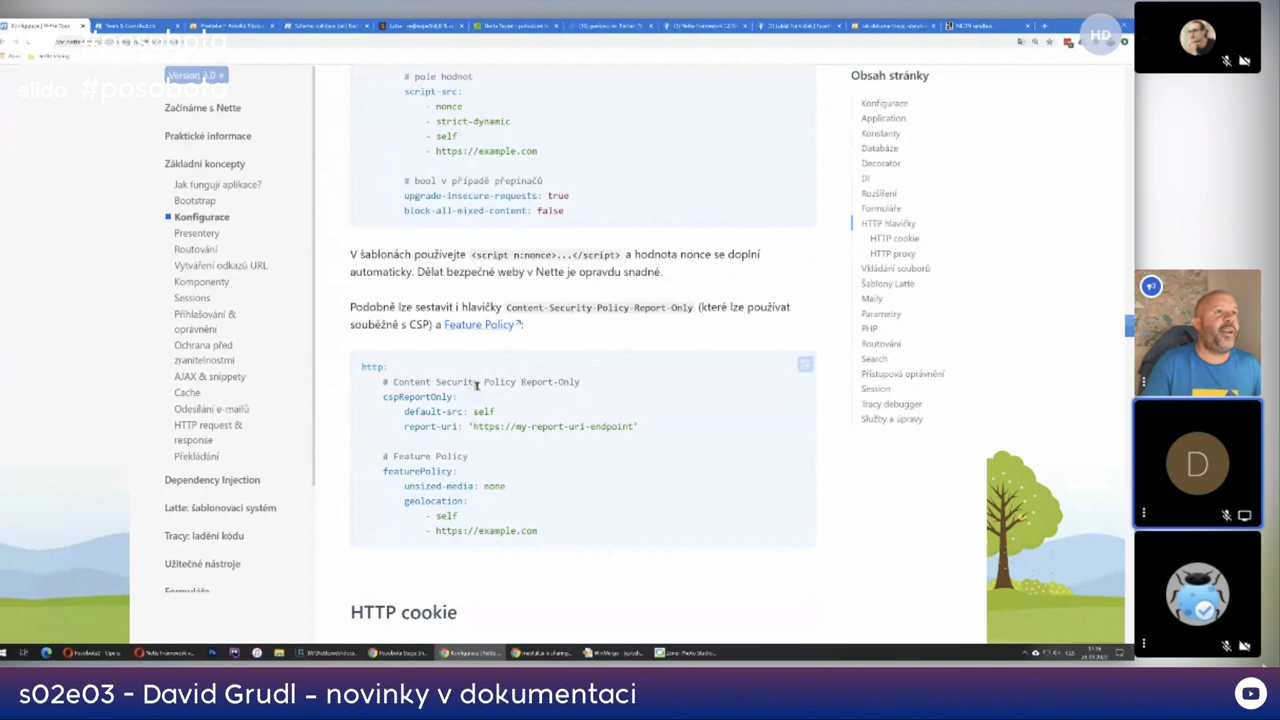 #posobota
slido #posobota
HD
Version 3.0
Začínáme s Nette
Praktické informace
Základní koncepty
Jak fungují aplikace?
Bootstrap
Konfigurace
Presentery
Routování
Vytváření odkazů URL
Komponenty
Sessions
Přihlašování &
oprávnění
Ochrana před
zranitelnostmi
AJAX & snippety
Cache
Odesílání e-mailů
HTTP request &
response
Překládání
Dependency Injection
Latte: šablonovací systém
Tracy: ladění kódu
Užitečné nástroje
Formuláře
# pole hodnot
script-src:
- nonce
- strict-dynamic
- self
- https://example.com
# bool v případě přepínačů
upgrade-insecure-requests: true
block-all-mixed-content: false
V šablonách používejte <script n:nonce>...</script> a hodnota nonce se doplní
automaticky. Dělat bezpečné weby v Nette je opravdu snadné.
Podobně lze sestavit i hlavičky Content-Security-Policy-Report-Only (které lze používat
souběžně s CSP) a Feature Policy:
http:
# Content Security Policy Report-Only
cspReportOnly:
default-src: self
report-uri: 'https://my-report-uri-endpoint'
# Feature Policy
featurePolicy:
unsized-media: none
geolocation:
- self
- https://example.com
HTTP cookie
Obsah stránky
Konfigurace
Application
Konstanty
Databáze
Decorator
DI
Rozšíření
Formuláře
HTTP hlavičky
HTTP cookie
HTTP proxy
Vkládání souborů
Šablony Latte
Maily
Parametry
PHP
Routování
Search
Přístupová oprávnění
Session
Tracy debugger
Služby a úpravy
D
s02e03 - David Grudl – novinky v dokumentaci